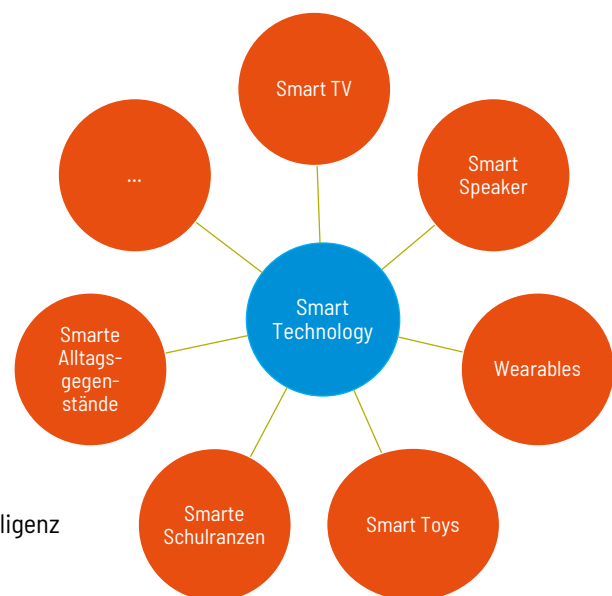 Smart TV
Smart
Speaker
...
Smart
Technology
Smarte
Alltags-
gegen-
stände
Wearables
Smarte
Schulranzen
Smart Toys
ligenz